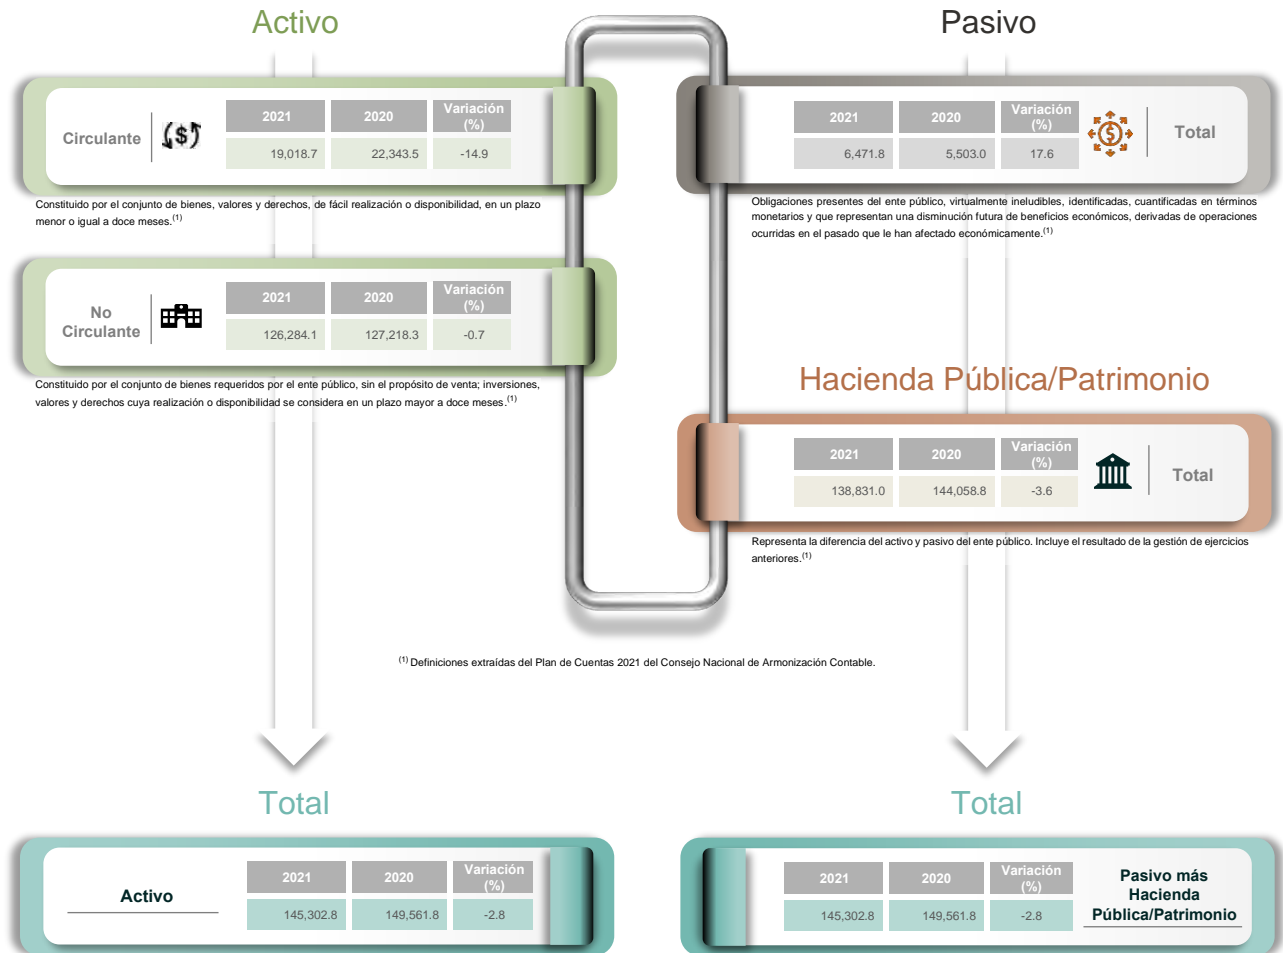 Activo
Circulante
2021 2020 Variación (%)
19,018.7 22,343.5 -14.9
Constituido por el conjunto de bienes, valores y derechos, de fácil realización o disponibilidad, en un plazo
menor o igual a doce meses.(1)
No
Circulante
2021 2020 Variación (%)
126,284.1 127,218.3 -0.7
Constituido por el conjunto de bienes requeridos por el ente público, sin el propósito de venta; inversiones,
valores y derechos cuya realización o disponibilidad se considera en un plazo mayor a doce meses.(1)
Pasivo
2021 2020 Variación (%)
6,471.8 5,503.0 17.6
Total
Obligaciones presentes del ente público, virtualmente ineludibles, identificadas, cuantificadas en términos
monetarios y que representan una disminución futura de beneficios económicos, derivadas de operaciones
ocurridas en el pasado que le han afectado económicamente.(1)
Hacienda Pública/Patrimonio
2021 2020 Variación (%)
138,831.0 144,058.8 -3.6
Total
Representa la diferencia del activo y pasivo del ente público. Incluye el resultado de la gestión de ejercicios
anteriores.(1)
(1) Definiciones extraídas del Plan de Cuentas 2021 del Consejo Nacional de Armonización Contable.
Total
Activo
2021 2020 Variación (%)
145,302.8 149,561.8 -2.8
Total
2021 2020 Variación (%)
145,302.8 149,561.8 -2.8
Pasivo más
Hacienda
Pública/Patrimonio